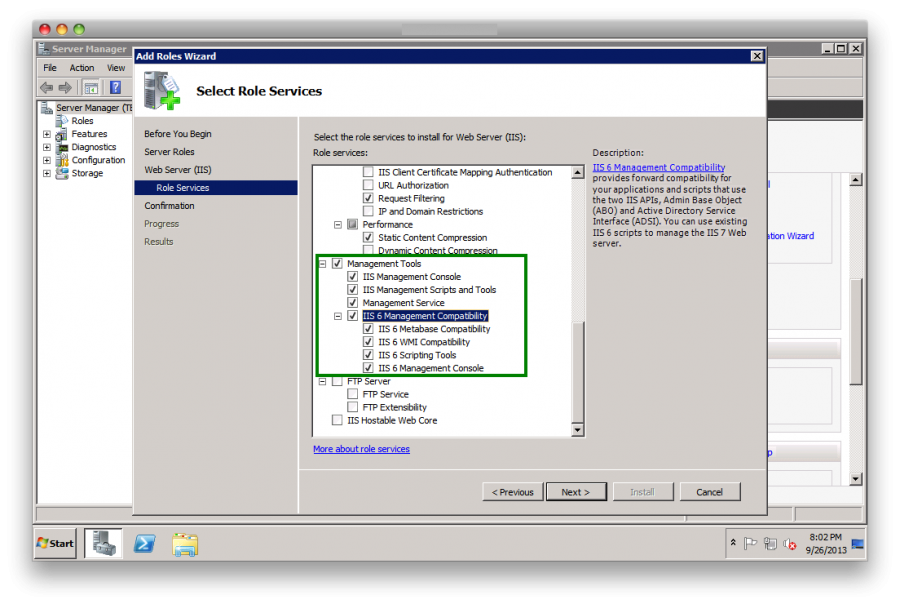 Server Manager
File Action View
Server Manager (TE
Roles
Features
Diagnostics
Configuration
Storage
Add Roles Wizard
Select Role Services
Before You Begin
Server Roles
Web Server (IIS)
Role Services
Confirmation
Progress
Results
Select the role services to install for Web Server (IIS):
Role services:
IIS Client Certificate Mapping Authentication
URL Authorization
Request Filtering
IP and Domain Restrictions
Performance
Static Content Compression
Dynamic Content Compression
Management Tools
IIS Management Console
IIS Management Scripts and Tools
Management Service
IIS 6 Management Compatibility
IIS 6 Metabase Compatibility
IIS 6 WMI Compatibility
IIS 6 Scripting Tools
IIS 6 Management Console
FTP Server
FTP Service
FTP Extensibility
IIS Hostable Web Core
More about role services
Description:
IIS 6 Management Compatibility
provides forward compatibility for
your applications and scripts that use
the two IIS APIs, Admin Base Object
(ABO) and Active Directory Service
Interface (ADSI). You can use existing
IIS 6 scripts to manage the IIS 7 Web
server.
ation Wizard
p
< Previous
Next >
Install
Cancel
Start
8:02 PM
9/26/2013